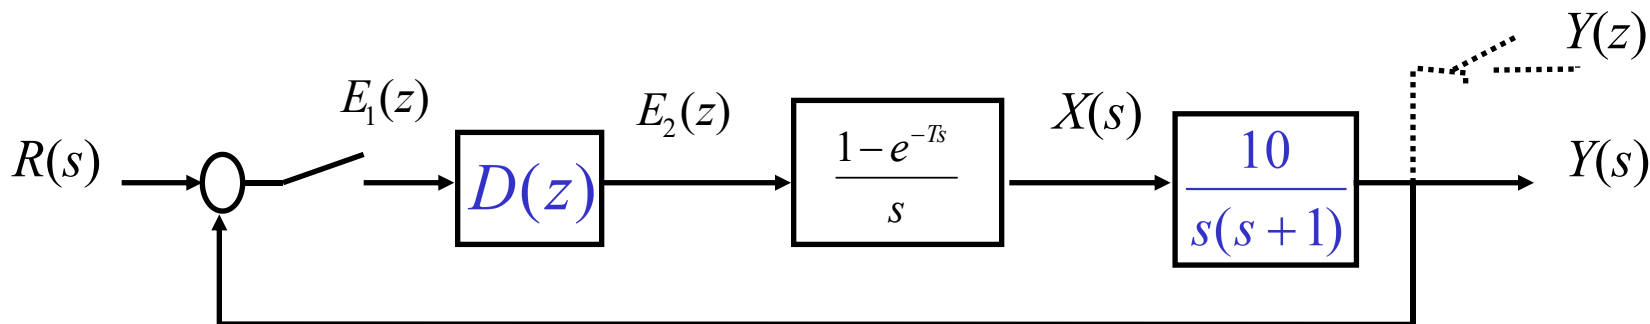 Y(z)
R(s)
E₁(z)
D(z)
E₂(z)
1 − e^{−Ts}
s
X(s)
10
s(s + 1)
Y(s)